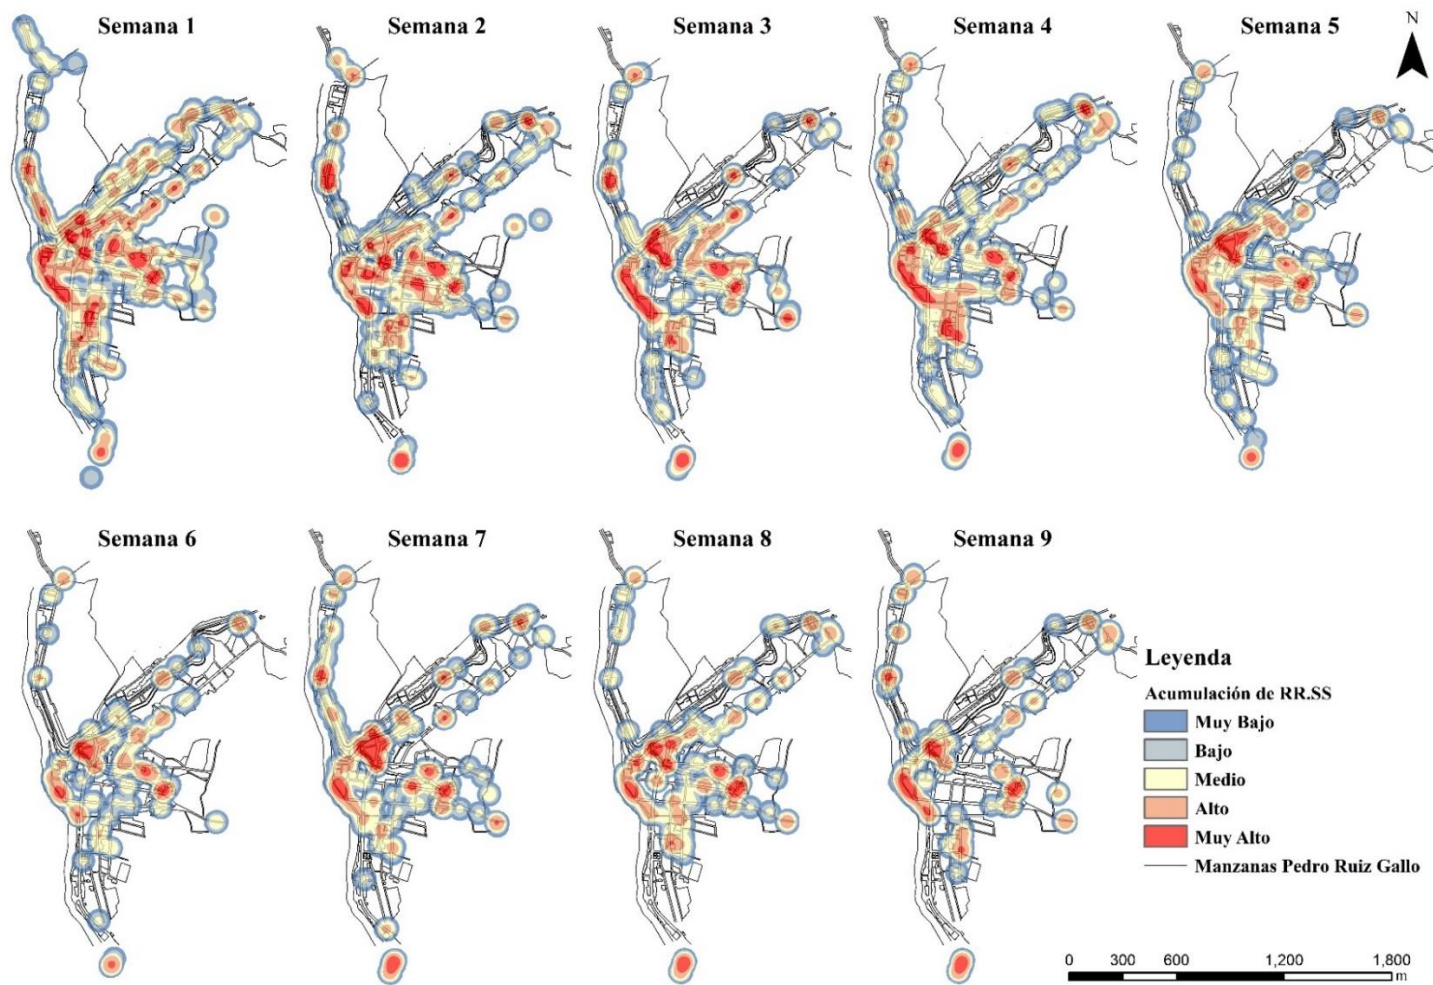 Semana 1
Semana 2
Semana 3
Semana 4
Semana 5
N
Semana 6
Semana 7
Semana 8
Semana 9
Leyenda
Acumulación de RR.SS
Muy Bajo
Bajo
Medio
Alto
Muy Alto
Manzanas Pedro Ruiz Gallo
0 300 600 1,200 1,800
m